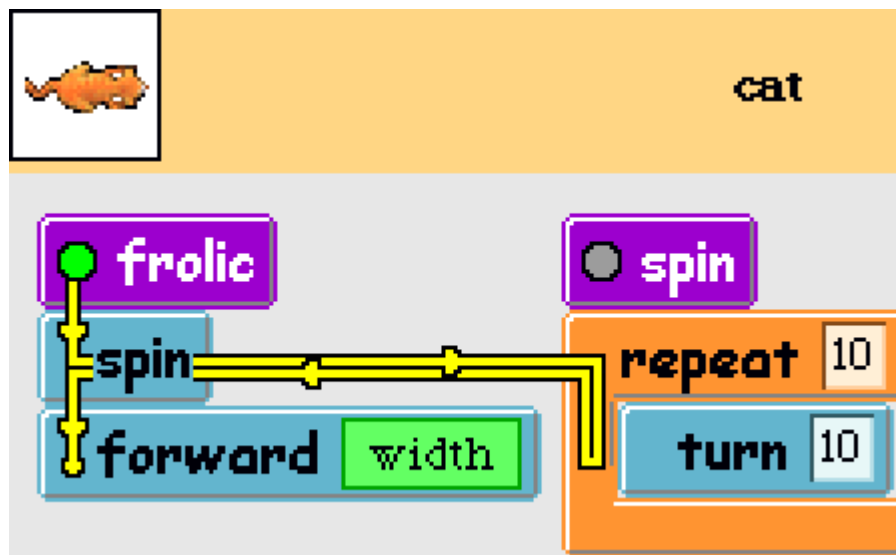 cat
frolic
spin
forward width
spin
repeat 10
turn 10